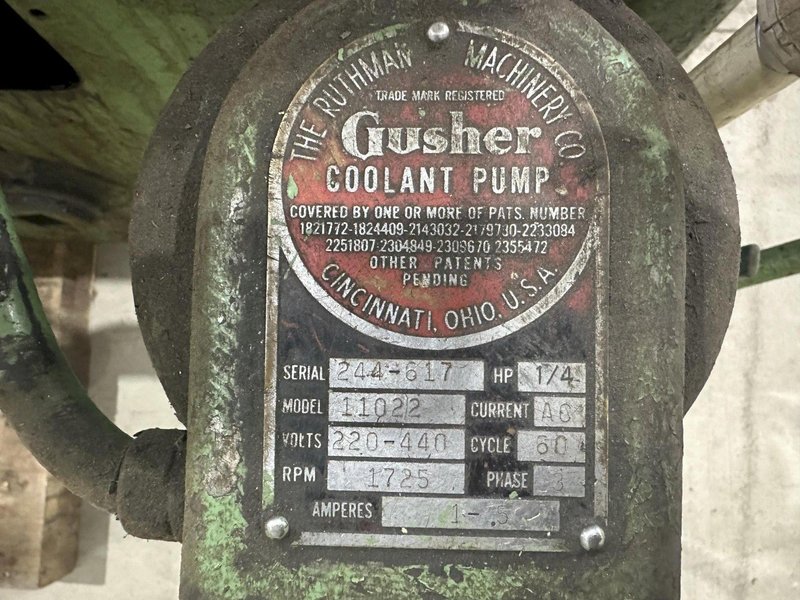 THE RUTHMAN MACHINERY CO.
TRADE MARK REGISTERED
Gusher
COOLANT PUMP
COVERED BY ONE OR MORE OF PATS. NUMBER
1821772-1824409-2143032-2179730-2233084
2251807-2304849-2309670 2355472
OTHER PATENTS
PENDING
CINCINNATI, OHIO, U.S.A.
SERIAL 244-617 HP 1/4
MODEL 11022 CURRENT AC
VOLTS 220-440 CYCLE 60
RPM 1725 PHASE 3
AMPERES 1-.5